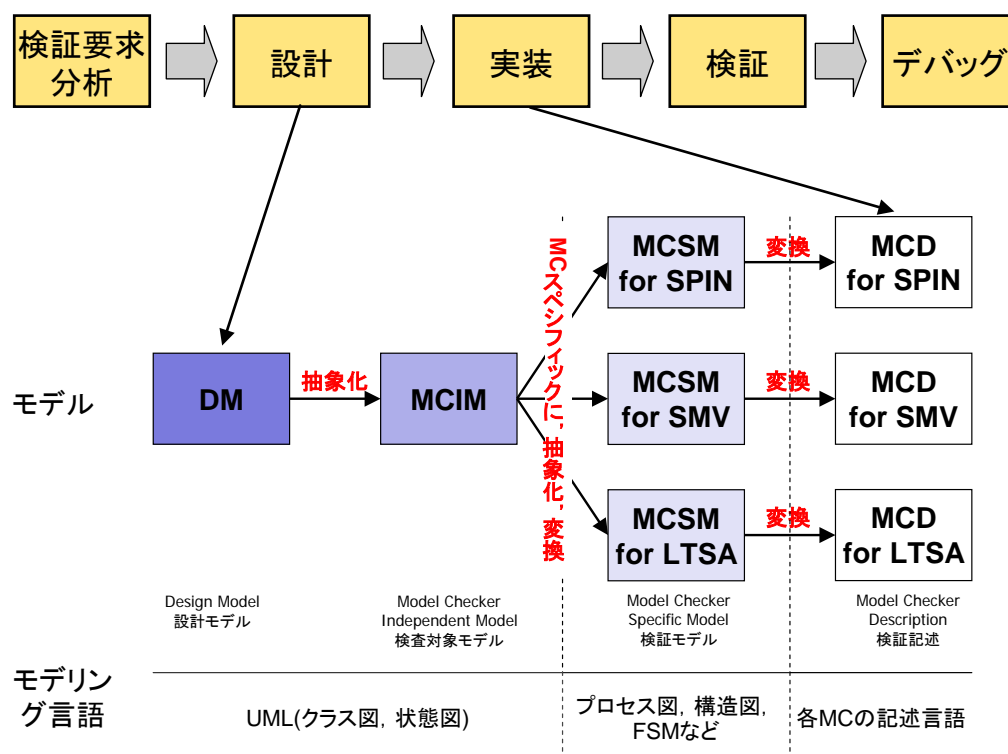 検証要求
分析
設計
実装
検証
デバッグ
MCスペシフィックに, 抽象化, 変換
MCSM
for SPIN
変換
MCD
for SPIN
モデル
DM
抽象化
MCIM
MCSM
for SMV
変換
MCD
for SMV
MCSM
for LTSA
変換
MCD
for LTSA
Design Model
設計モデル
Model Checker
Independent Model
検査対象モデル
Model Checker
Specific Model
検証モデル
Model Checker
Description
検証記述
モデリン
グ言語
UML(クラス図, 状態図)
プロセス図, 構造図,
FSMなど
各MCの記述言語